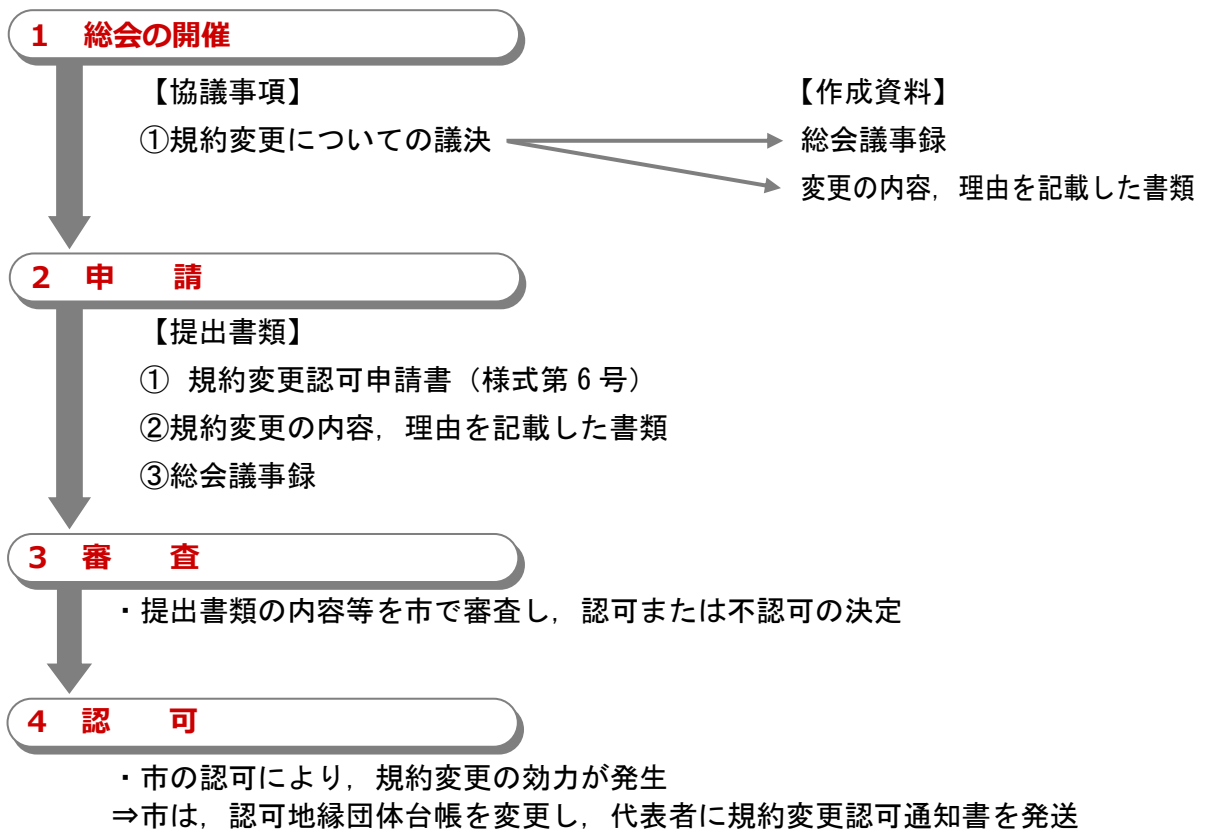 1 総会の開催
【協議事項】 【作成資料】
①規約変更についての議決 総会議事録
変更の内容，理由を記載した書類
2 申 請
【提出書類】
① 規約変更認可申請書（様式第６号）
②規約変更の内容，理由を記載した書類
③総会議事録
3 審 査
・提出書類の内容等を市で審査し，認可または不認可の決定
4 認 可
・市の認可により，規約変更の効力が発生
⇒市は，認可地縁団体台帳を変更し，代表者に規約変更認可通知書を発送